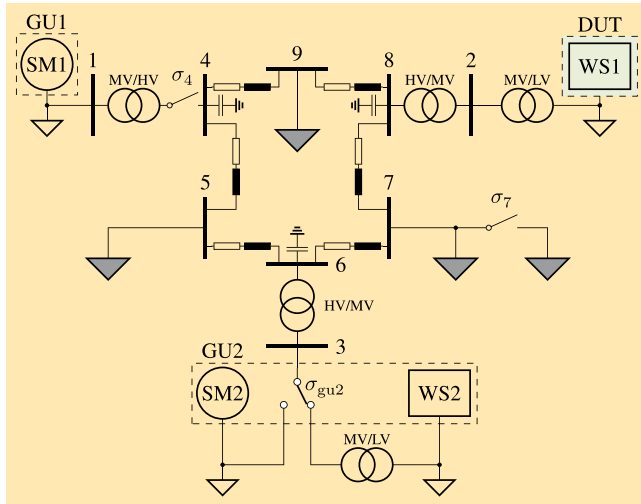 GU1
DUT
SM1
1
MV/HV
σ4
4
9
8
HV/MV
2
MV/LV
WS1
5
7
σ7
6
HV/MV
3
GU2
SM2
σgu2
WS2
MV/LV